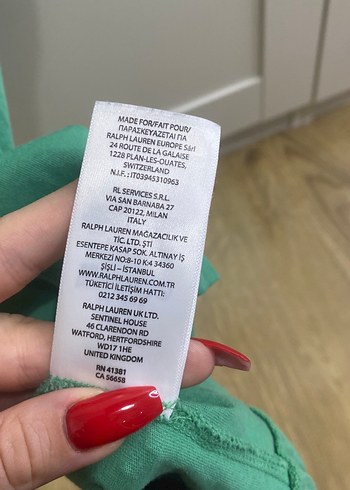 MADE FOR/FAIT POUR/
ΠΑΡΑΣΚΕΥΑΖΕΤΑΙ ΓΙΑ
RALPH LAUREN EUROPE Sàrl
24 ROUTE DE LA GALAISE
1228 PLAN-LES-OUATES,
SWITZERLAND
N.I.F.: IT03945310963
RL SERVICES S.R.L.
VIA SAN BARNABA 27
CAP 20122, MILAN
ITALY
RALPH LAUREN MAĞAZACILIK VE
TİC. LTD. ŞTİ
ESENTEPE KASAP SOK. ALTINAY İŞ
MERKEZİ NO:8-10 K:4 34360
ŞİŞLİ – İSTANBUL
WWW.RALPHLAUREN.COM.TR
TÜKETİCİ İLETİŞİM HATTI:
0212 345 69 69
RALPH LAUREN UK LTD.
SENTINEL HOUSE
46 CLARENDON RD
WATFORD, HERTFORDSHIRE
WD17 1HE
UNITED KINGDOM
RN 41381
CA 56658